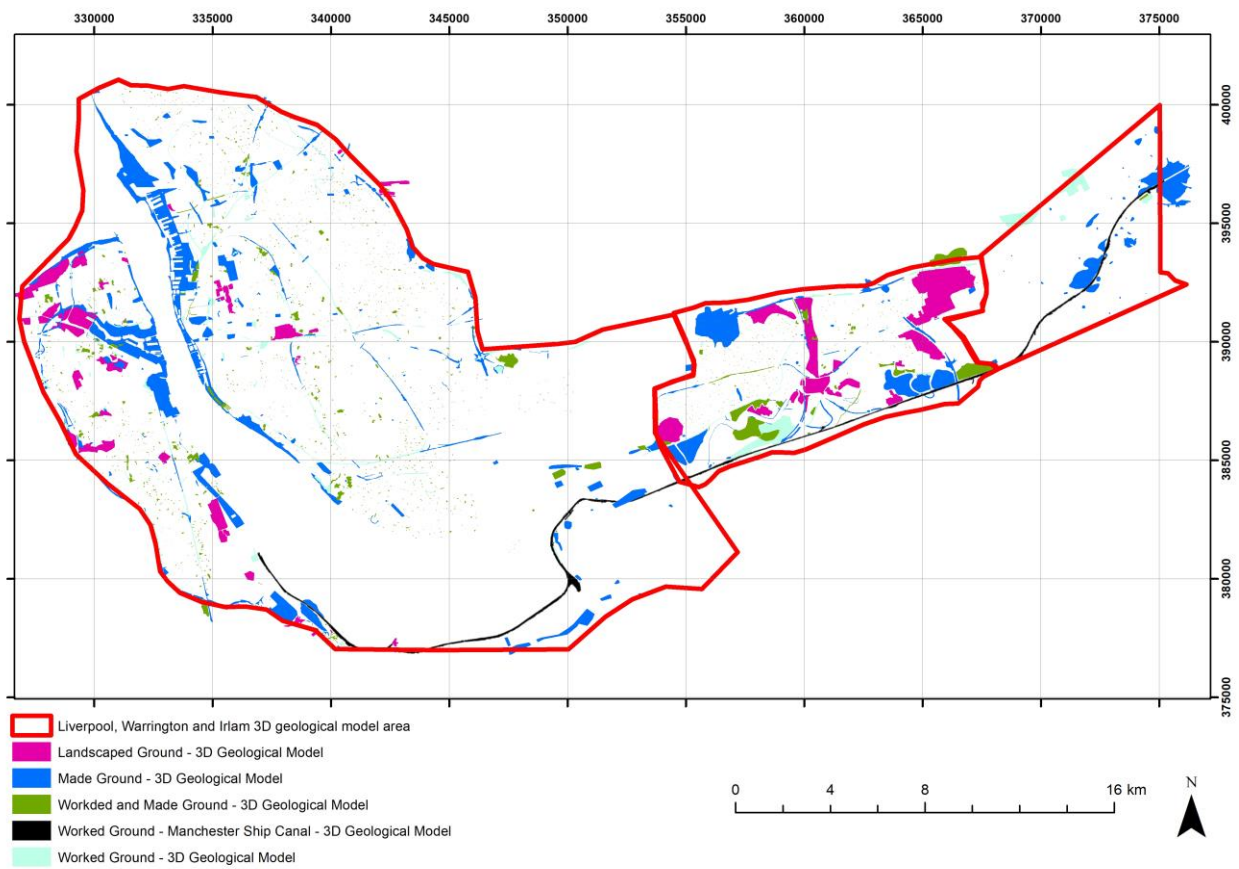 330000 335000 340000 345000 350000 355000 360000 365000 370000 375000
400000
395000
390000
385000
380000
375000
Liverpool, Warrington and Irlam 3D geological model area
Landscaped Ground - 3D Geological Model
Made Ground - 3D Geological Model
Workded and Made Ground - 3D Geological Model
Worked Ground - Manchester Ship Canal - 3D Geological Model
Worked Ground - 3D Geological Model
0 4 8 16 km
N